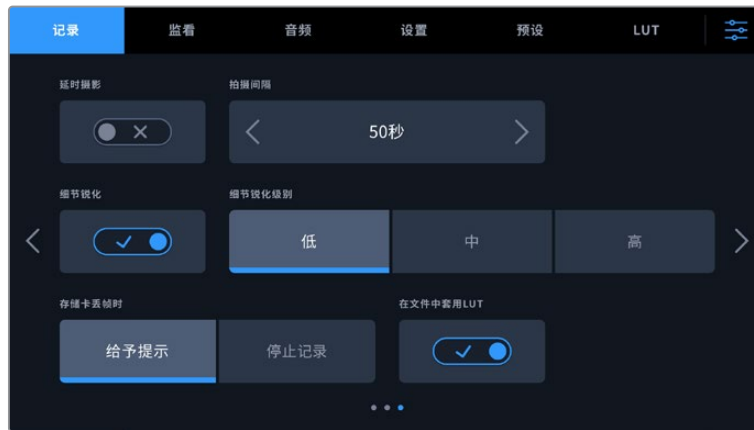 记录 监看 音频 设置 预设 LUT
延时摄影 拍摄间隔
50秒
细节锐化 细节锐化级别
低 中 高
存储卡丢帧时 在文件中套用LUT
给予提示 停止记录